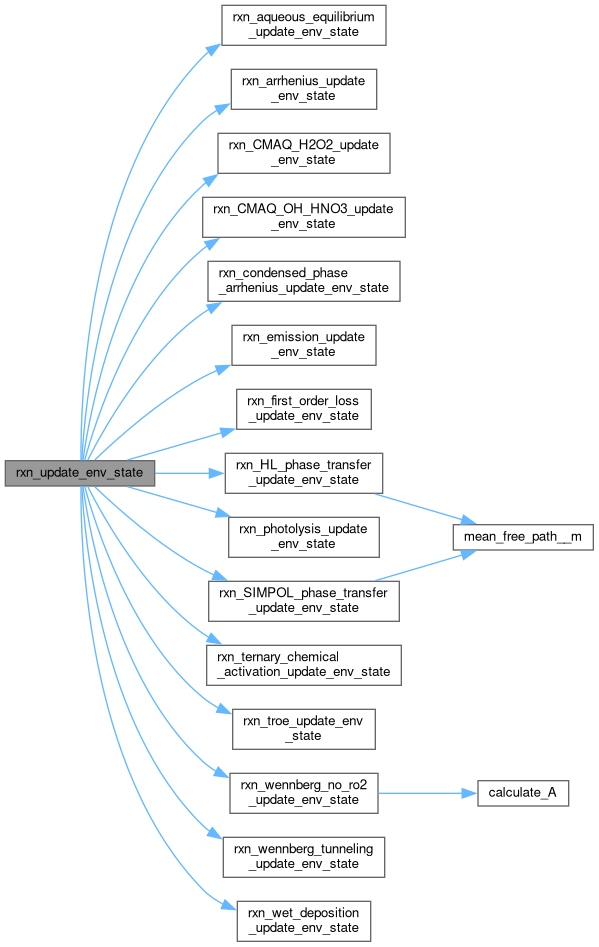 rxn_aqueous_equilibrium
_update_env_state
rxn_arrhenius_update
_env_state
rxn_CMAQ_H2O2_update
_env_state
rxn_CMAQ_OH_HNO3_update
_env_state
rxn_condensed_phase
_arrhenius_update_env_state
rxn_emission_update
_env_state
rxn_first_order_loss
_update_env_state
rxn_update_env_state
rxn_HL_phase_transfer
_update_env_state
rxn_photolysis_update
_env_state
mean_free_path__m
rxn_SIMPOL_phase_transfer
_update_env_state
rxn_ternary_chemical
_activation_update_env_state
rxn_troe_update_env
_state
rxn_wennberg_no_ro2
_update_env_state
calculate_A
rxn_wennberg_tunneling
_update_env_state
rxn_wet_deposition
_update_env_state